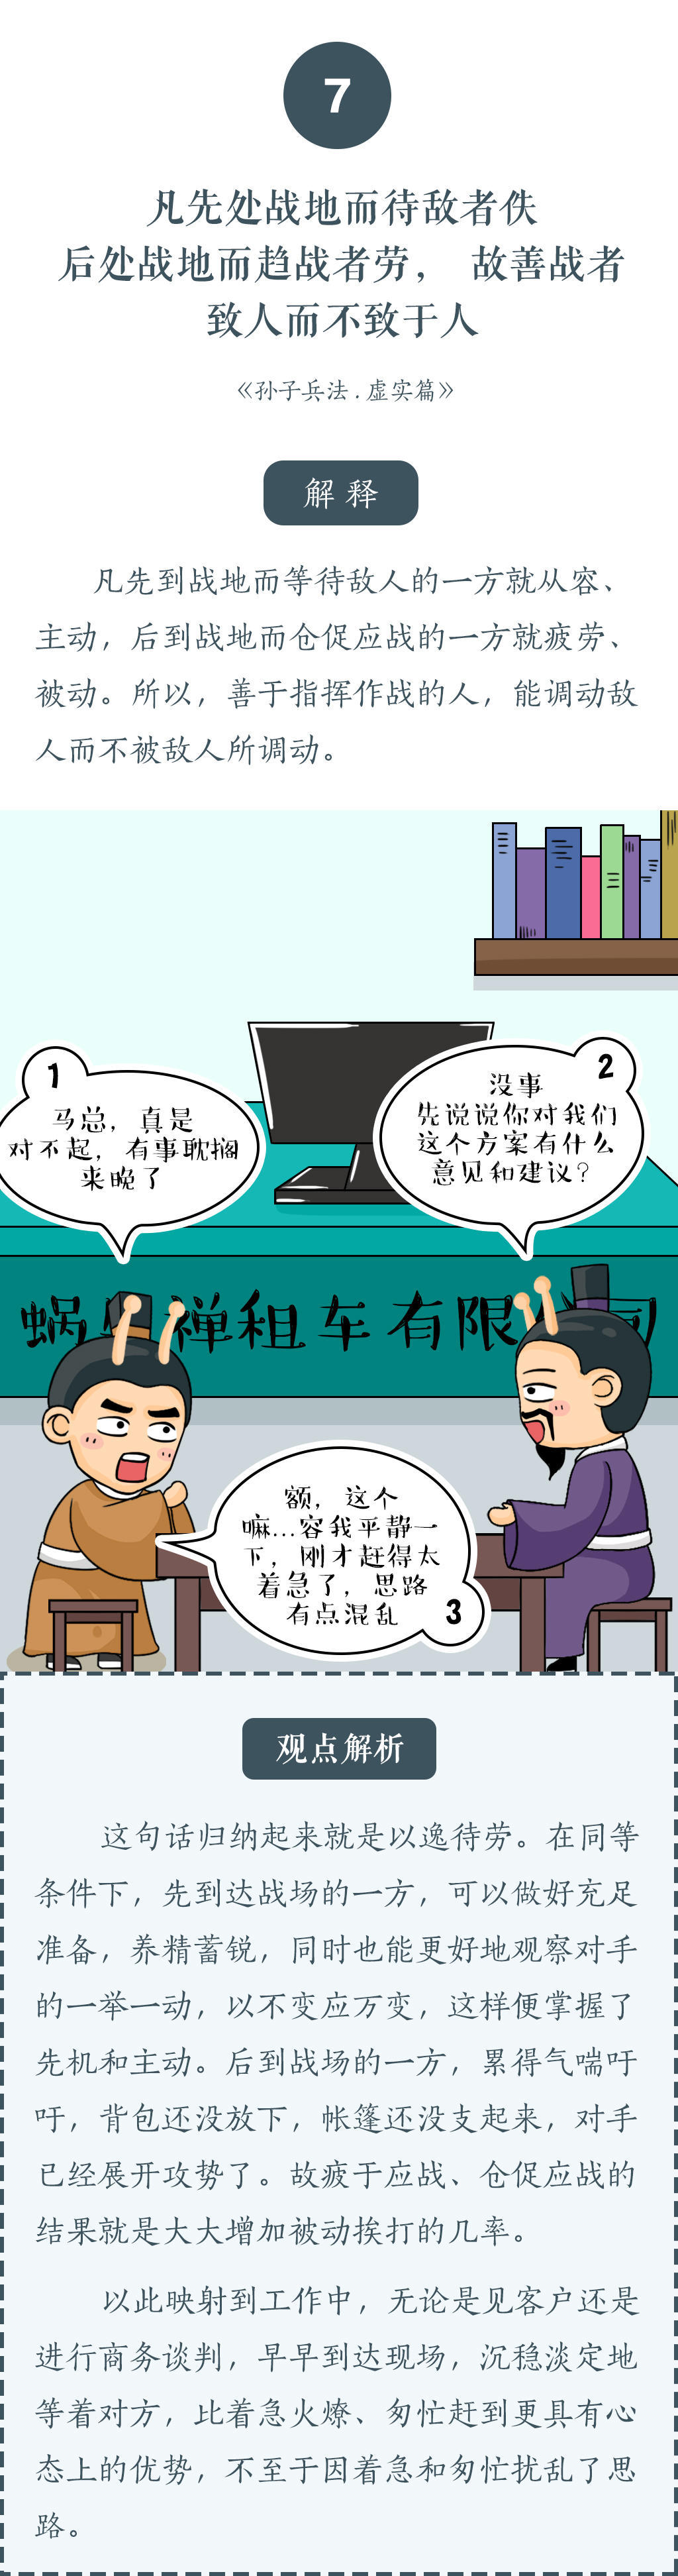 7
凡先处战地而待敌者佚
后处战地而趋战者劳， 故善战者
致人而不致于人
《孙子兵法.虚实篇》
解 释
凡先到战地而等待敌人的一方就从容、
主动，后到战地而仓促应战的一方就疲劳、
被动。所以，善于指挥作战的人，能调动敌
人而不被敌人所调动。
1
马总，真是
对不起，有事耽搁
来晚了
2
没事
先说说你对我们
这个方案有什么
意见和建议？
蜗 禅租车有限 司
额，这个
嘛...容我平静一
下，刚才赶得太
着急了，思路
有点混乱
3
观点解析
这句话归纳起来就是以逸待劳。在同等
条件下，先到达战场的一方，可以做好充足
准备，养精蓄锐，同时也能更好地观察对手
的一举一动，以不变应万变，这样便掌握了
先机和主动。后到战场的一方，累得气喘吁
吁，背包还没放下，帐篷还没支起来，对手
已经展开攻势了。故疲于应战、仓促应战的
结果就是大大增加被动挨打的几率。
以此映射到工作中，无论是见客户还是
进行商务谈判，早早到达现场，沉稳淡定地
等着对方，比着急火燎、匆忙赶到更具有心
态上的优势，不至于因着急和匆忙扰乱了思
路。